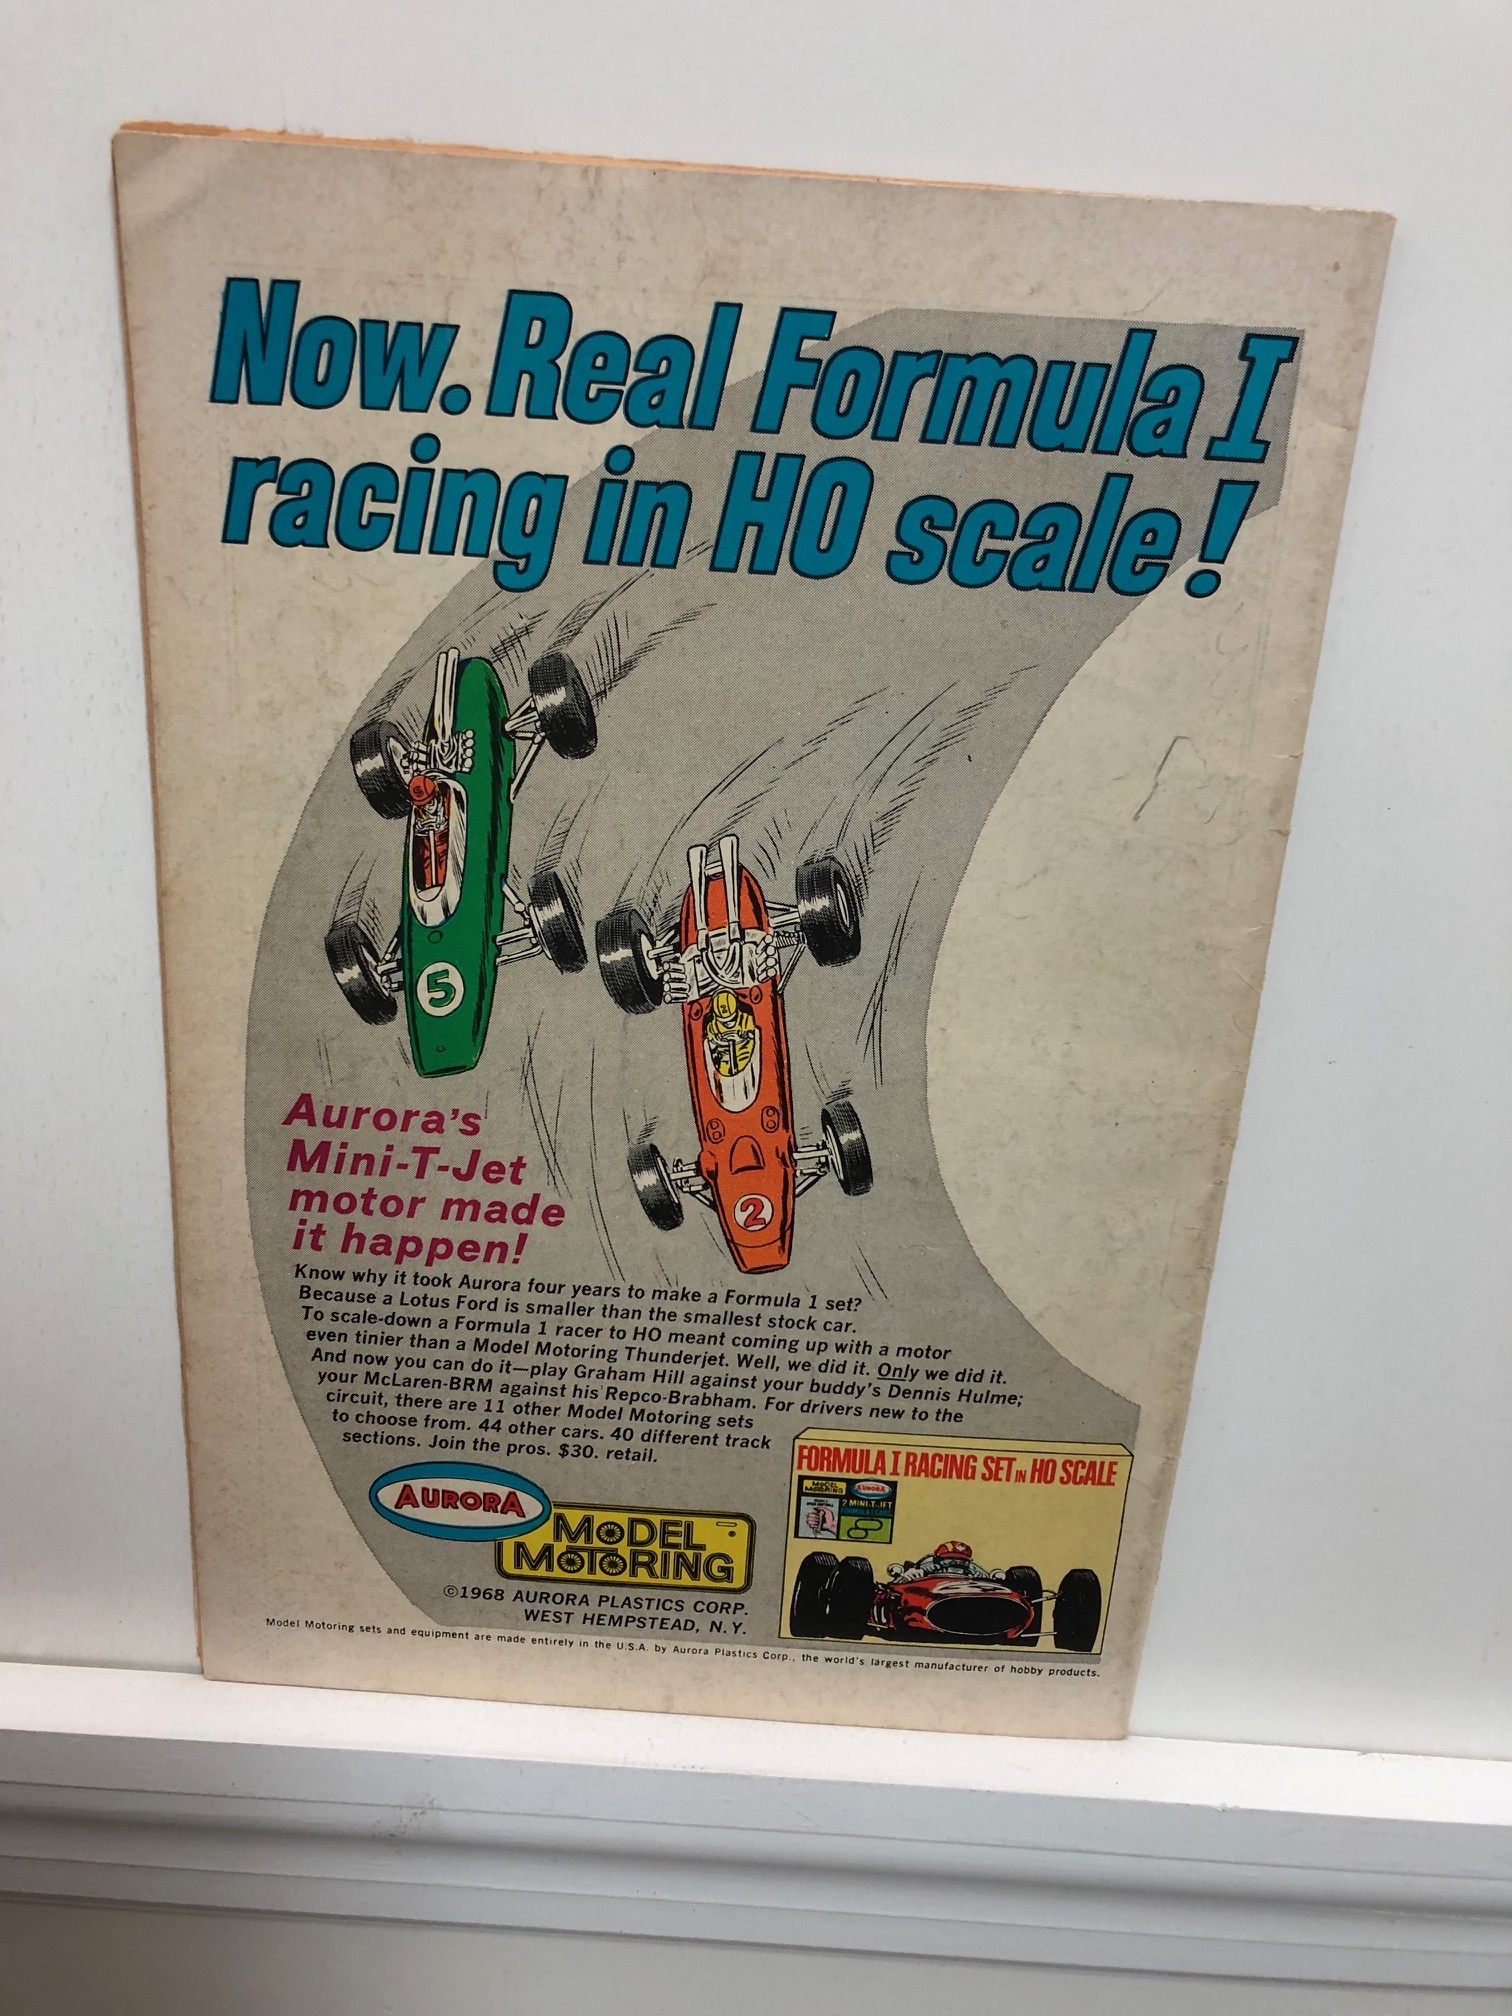 Now. Real Formula I
racing in HO scale!
5
2
Aurora's
Mini-T-Jet
motor made
it happen!
Know why it took Aurora four years to make a Formula 1 set?
Because a Lotus Ford is smaller than the smallest stock car.
To scale-down a Formula 1 racer to HO meant coming up with a motor
even tinier than a Model Motoring Thunderjet. Well, we did it. Only we did it.
And now you can do it—play Graham Hill against your buddy's Dennis Hulme;
your McLaren-BRM against his Repco-Brabham. For drivers new to the
circuit, there are 11 other Model Motoring sets
to choose from. 44 other cars. 40 different track
sections. Join the pros. $30. retail.
AURORA
MODEL
MOTORING
©1968 AURORA PLASTICS CORP.
WEST HEMPSTEAD, N.Y.
FORMULA I RACING SET IN HO SCALE
MODEL
MOTORING
AURORA
2 MINI-T-JET
Model Motoring sets and equipment are made entirely in the U.S.A. by Aurora Plastics Corp., the world's largest manufacturer of hobby products.